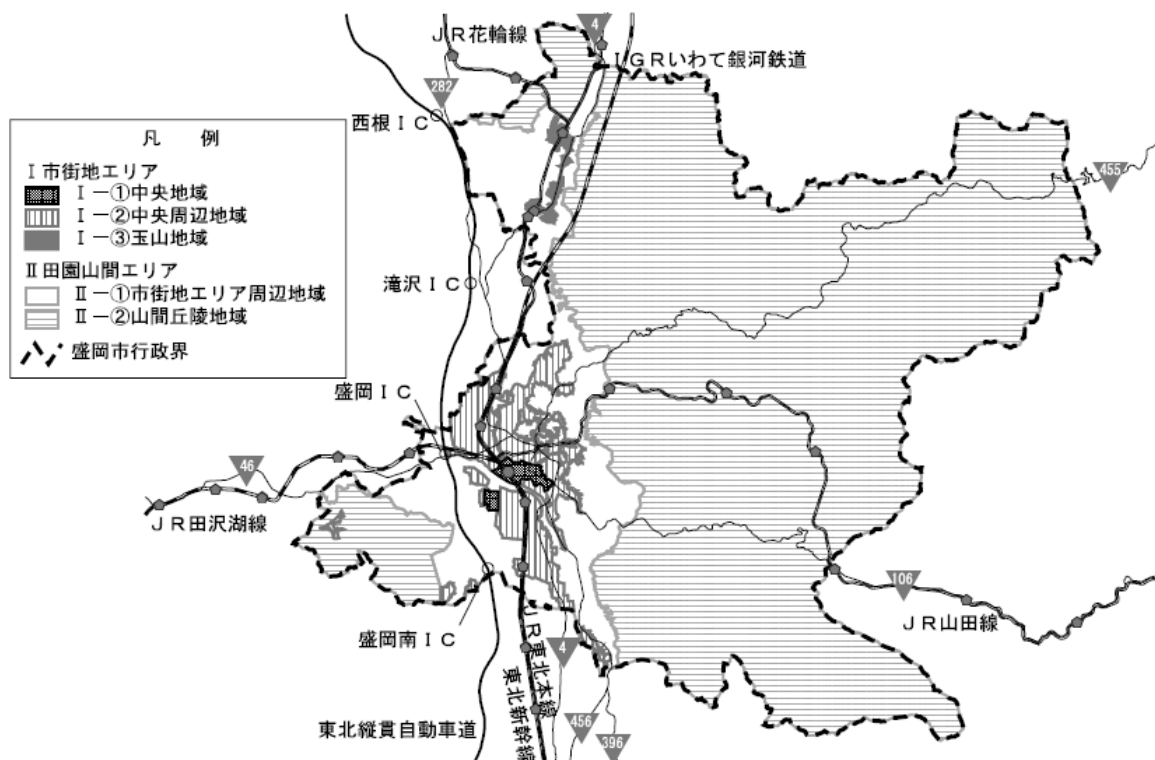 JR花輪線
4
IGRいわて銀河鉄道
282
西根IC
凡 例
Ⅰ市街地エリア
Ⅰ-①中央地域
Ⅰ-②中央周辺地域
Ⅰ-③玉山地域
Ⅱ田園山間エリア
Ⅱ-①市街地エリア周辺地域
Ⅱ-②山間丘陵地域
盛岡市行政界
455
滝沢IC
盛岡IC
46
JR田沢湖線
106
JR山田線
盛岡南IC
JR東北本線
東北新幹線
4
456
396
東北縦貫自動車道